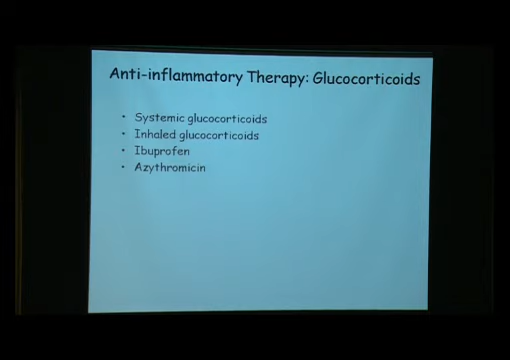 Anti-inflammatory Therapy: Glucocorticoids
• Systemic glucocorticoids
• Inhaled glucocorticoids
• Ibuprofen
• Azythromicin